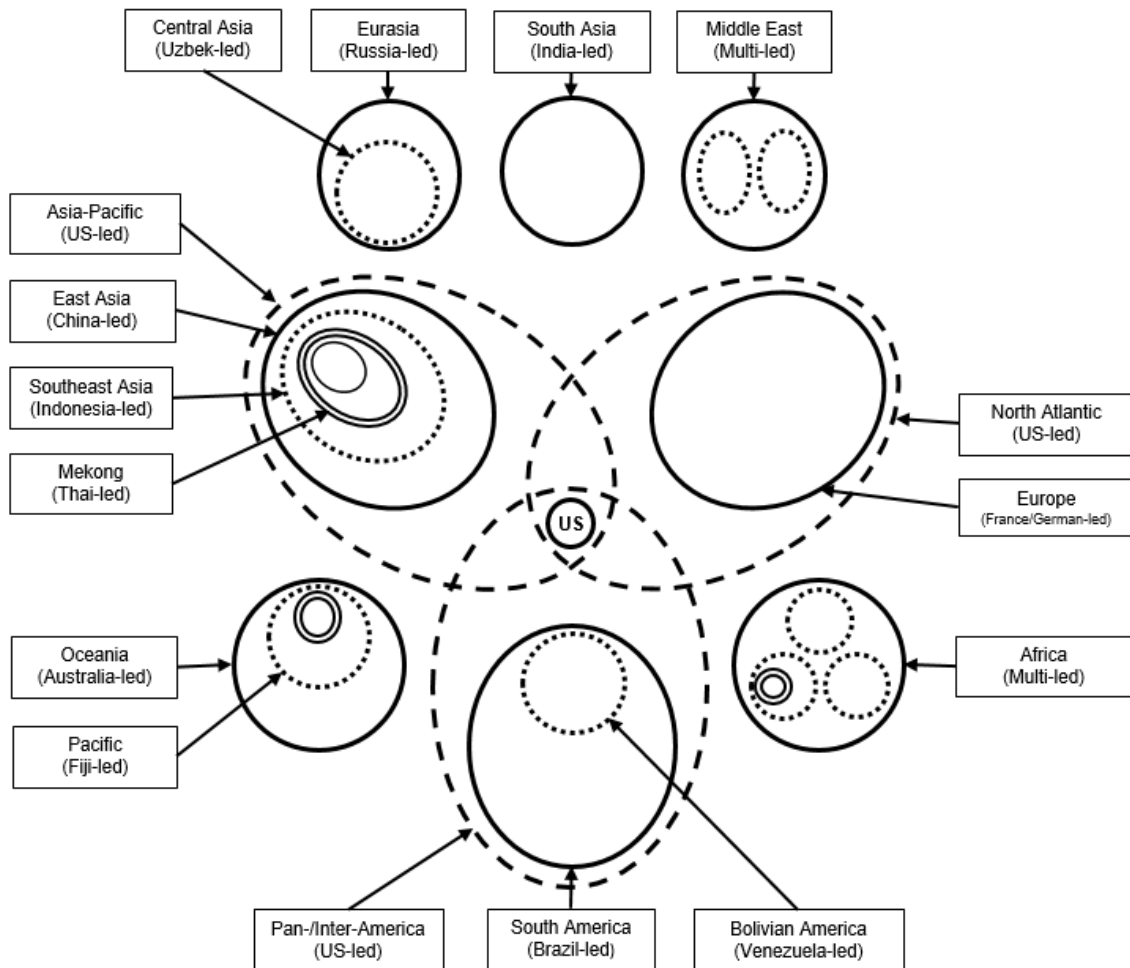 Central Asia
(Uzbek-led)
Eurasia
(Russia-led)
South Asia
(India-led)
Middle East
(Multi-led)
Asia-Pacific
(US-led)
East Asia
(China-led)
Southeast Asia
(Indonesia-led)
Mekong
(Thai-led)
North Atlantic
(US-led)
Europe
(France/German-led)
US
Oceania
(Australia-led)
Pacific
(Fiji-led)
Africa
(Multi-led)
Pan-/Inter-America
(US-led)
South America
(Brazil-led)
Bolivian America
(Venezuela-led)